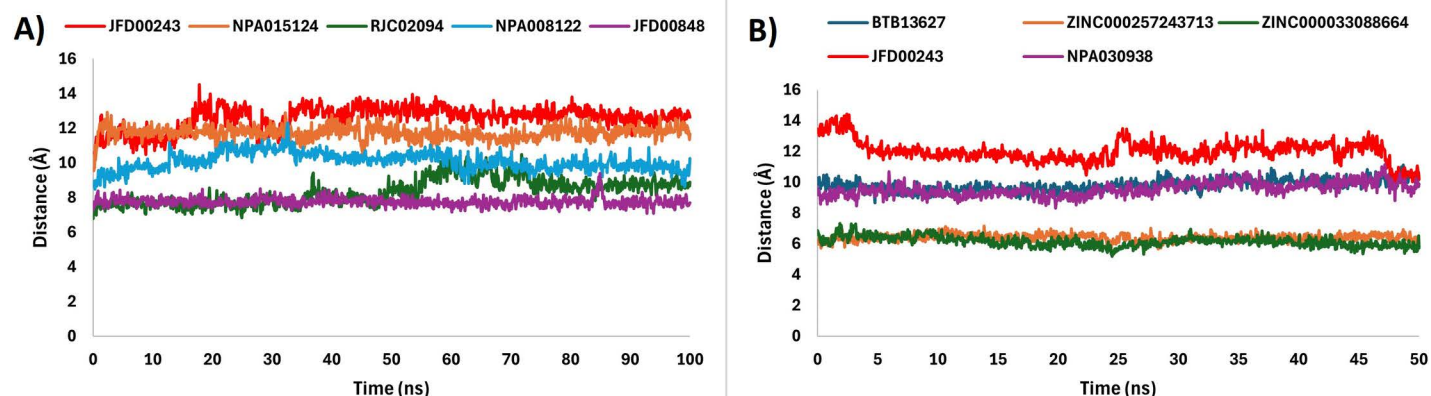 A)
JFD00243 NPA015124 RJC02094 NPA008122 JFD00848
Distance (Å)
16
14
12
10
8
6
4
2
0
0 10 20 30 40 50 60 70 80 90 100
Time (ns)
B)
BTB13627 ZINC000257243713 ZINC000033088664
JFD00243 NPA030938
Distance (Å)
16
14
12
10
8
6
4
2
0
0 5 10 15 20 25 30 35 40 45 50
Time (ns)